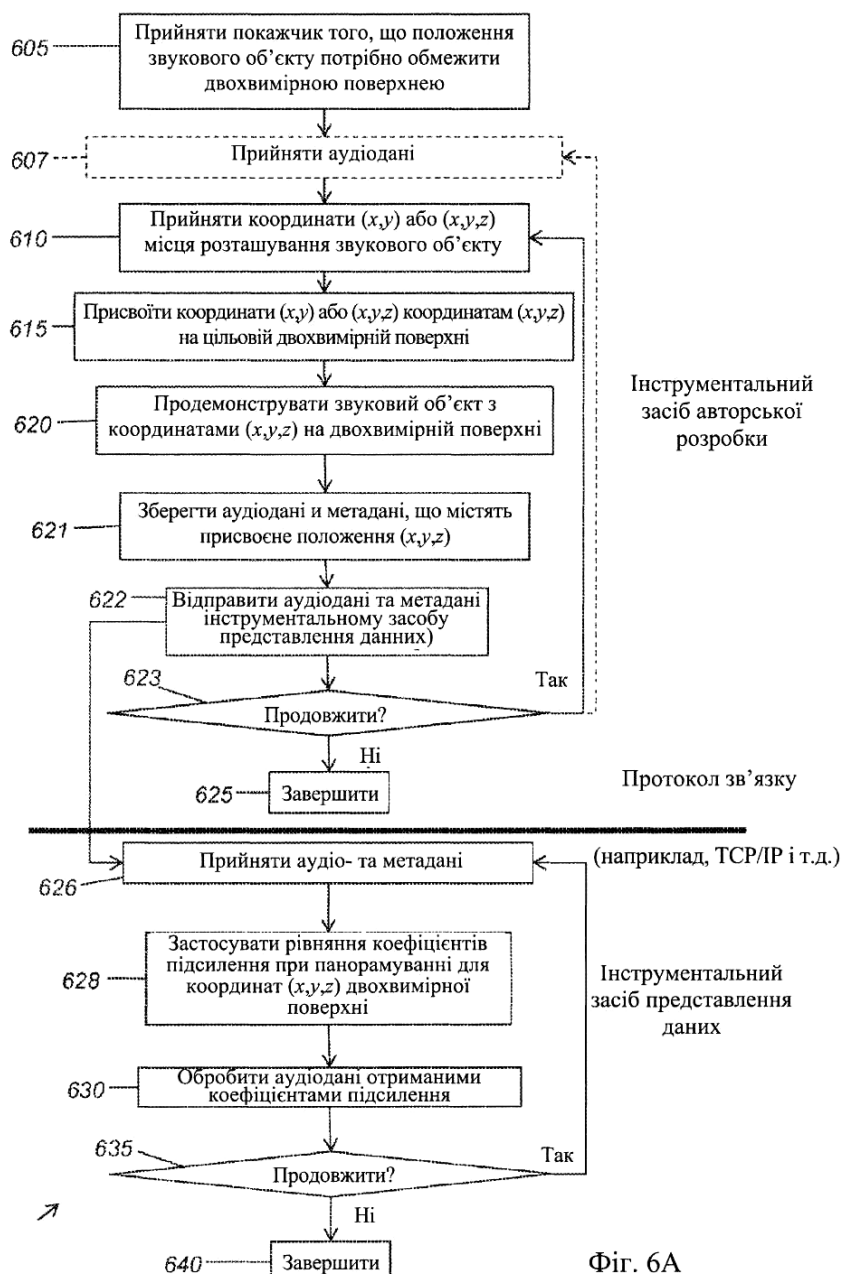 605
Прийняти покажчик того, що положення
звукового об’єкту потрібно обмежити
двохвимірною поверхнею
607
Прийняти аудіодані
610
Прийняти координати (x,y) або (x,y,z)
місця розташування звукового об’єкту
615
Присвоїти координати (x,y) або (x,y,z) координатам (x,y,z)
на цільовій двохвимірній поверхні
620
Продемонструвати звуковий об’єкт з
координатами (x,y,z) на двохвимірній поверхні
Інструментальний
засіб авторської
розробки
621
Зберегти аудіодані и метадані, що містять
присвоєне положення (x,y,z)
622
Відправити аудіодані та метадані
інструментальному засобу
представлення данних)
623
Продовжити?
Так
Ні
625
Завершити
Протокол зв’язку
(наприклад, TCP/IP і т.д.)
626
Прийняти аудіо- та метадані
628
Застосувати рівняння коефіцієнтів
підсилення при панорамуванні для
координат (x,y,z) двохвимірної
поверхні
Інструментальний
засіб представлення
даних
630
Обробити аудіодані отриманими
коефіцієнтами підсилення
635
Продовжити?
Так
Ні
640
Завершити
Фіг. 6А